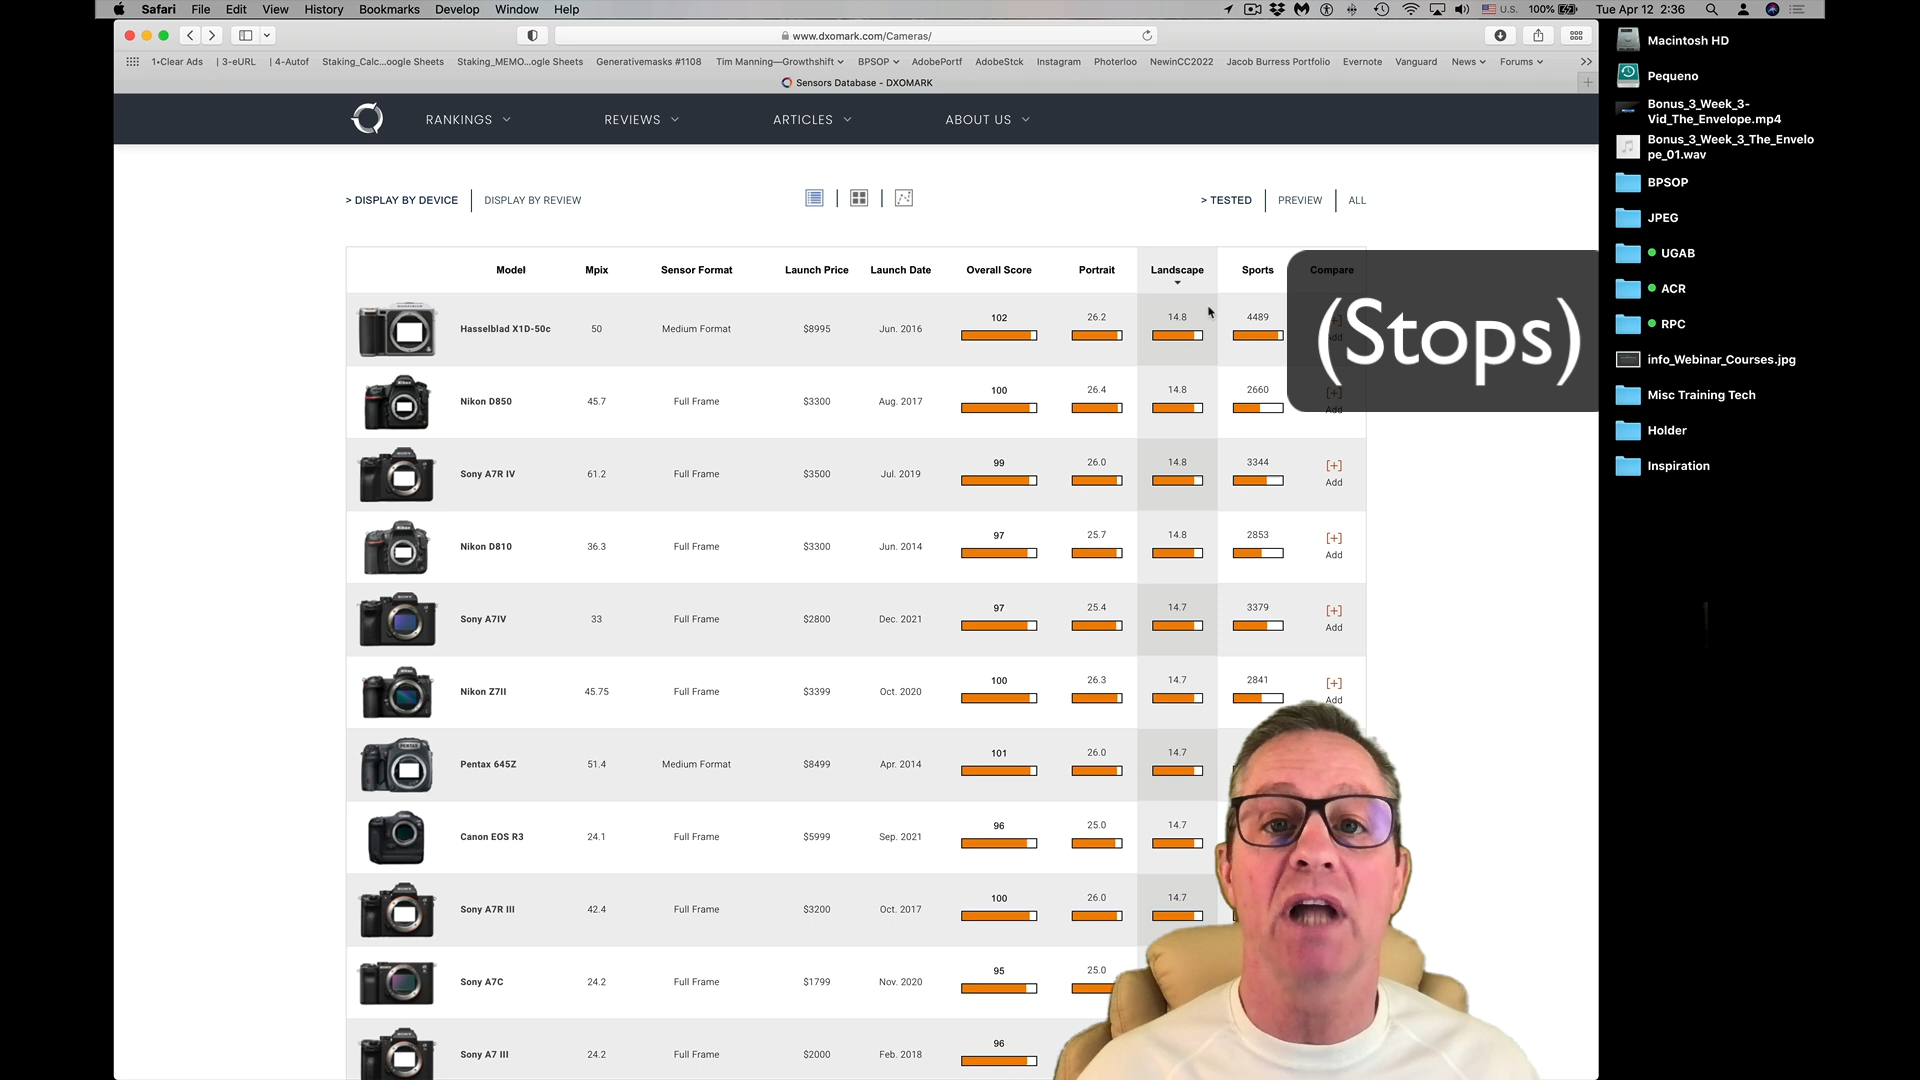 Safari File Edit View History Bookmarks Develop Window Help
U.S. 100% Tue Apr 12 2:36
www.dxomark.com/Cameras/
1•Clear Ads | 3-eURL | 4-Autof Staking_Calc...oogle Sheets Staking_MEMO...ogle Sheets Generativemasks #1108 Tim Manning—Growthshift BPSOP AdobePortf AdobeStck Instagram Photerloo NewinCC2022 Jacob Burress Portfolio Evernote Vanguard News Forums
Sensors Database - DXOMARK
RANKINGS REVIEWS ARTICLES ABOUT US
> DISPLAY BY DEVICE DISPLAY BY REVIEW > TESTED PREVIEW ALL
Model Mpix Sensor Format Launch Price Launch Date Overall Score Portrait Landscape Sports Compare
Hasselblad X1D-50c 50 Medium Format $8995 Jun. 2016 102 26.2 14.8 4489
Nikon D850 45.7 Full Frame $3300 Aug. 2017 100 26.4 14.8 2660 [+] Add
Sony A7R IV 61.2 Full Frame $3500 Jul. 2019 99 26.0 14.8 3344 [+] Add
Nikon D810 36.3 Full Frame $3300 Jun. 2014 97 25.7 14.8 2853 [+] Add
Sony A7IV 33 Full Frame $2800 Dec. 2021 97 25.4 14.7 3379 [+] Add
Nikon Z7II 45.75 Full Frame $3399 Oct. 2020 100 26.3 14.7 2841 [+] Add
Pentax 645Z 51.4 Medium Format $8499 Apr. 2014 101 26.0 14.7
Canon EOS R3 24.1 Full Frame $5999 Sep. 2021 96 25.0 14.7
Sony A7R III 42.4 Full Frame $3200 Oct. 2017 100 26.0 14.7
Sony A7C 24.2 Full Frame $1799 Nov. 2020 95 25.0
Sony A7 III 24.2 Full Frame $2000 Feb. 2018 96
(Stops)
Macintosh HD
Pequeno
Bonus_3_Week_3-
Vid_The_Envelope.mp4
Bonus_3_Week_3_The_Envelo
pe_01.wav
BPSOP
JPEG
UGAB
ACR
RPC
info_Webinar_Courses.jpg
Misc Training Tech
Holder
Inspiration